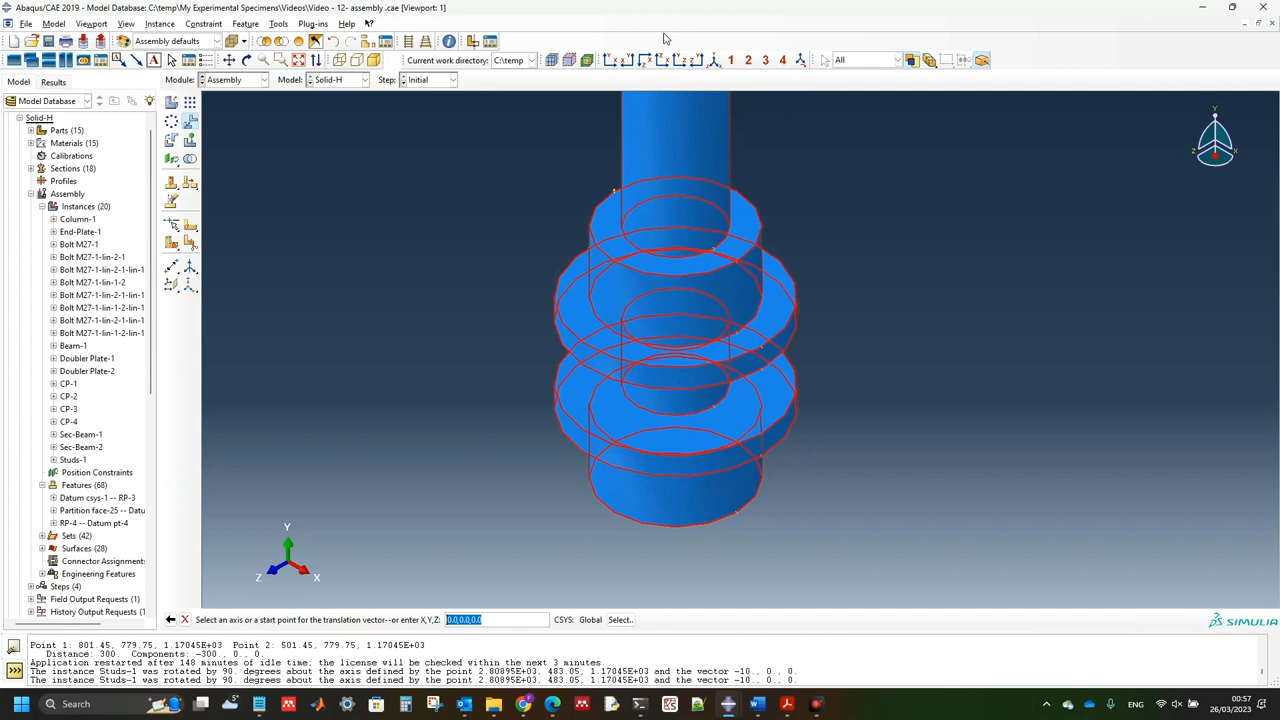 Abaqus/CAE 2019 - Model Database: C:\temp\My Experimental Specimens\Videos\Video - 12- assembly .cae [Viewport: 1]
File Model Viewport View Instance Constraint Feature Tools Plug-ins Help
Assembly defaults
Current work directory: C:\temp 1 2 3 4 All
Model Results Module: Assembly Model: Solid-H Step: Initial
Model Database
Solid-H
Parts (15)
Materials (15)
Calibrations
Sections (18)
Profiles
Assembly
Instances (20)
Column-1
End-Plate-1
Bolt M27-1
Bolt M27-1-lin-2-1
Bolt M27-1-lin-2-1-lin-1
Bolt M27-1-lin-1-2
Bolt M27-1-lin-2-1-lin-1
Bolt M27-1-lin-1-2-lin-1
Bolt M27-1-lin-2-1-lin-1
Bolt M27-1-lin-1-2-lin-1
Beam-1
Doubler Plate-1
Doubler Plate-2
CP-1
CP-2
CP-3
CP-4
Sec-Beam-1
Sec-Beam-2
Studs-1
Position Constraints
Features (68)
Datum csys-1 -- RP-3
Partition face-25 -- Datu
RP-4 -- Datum pt-4
Sets (42)
Surfaces (28)
Connector Assignments
Engineering Features
Steps (4)
Field Output Requests (1
History Output Requests (1
Y
Z X
Y
Z X
Select an axis or a start point for the translation vector--or enter X,Y,Z: 0.0,0.0,0.0 CSYS: Global Select..
SIMULIA
Point 1: 801.45, 779.75, 1.17045E+03 Point 2: 501.45, 779.75, 1.17045E+03
Distance: 300. Components: -300., 0., 0.
Application restarted after 148 minutes of idle time; the license will be checked within the next 3 minutes.
The instance Studs-1 was rotated by 90. degrees about the axis defined by the point 2.80895E+03, 483.05, 1.17045E+03 and the vector -10., 0., 0.
The instance Studs-1 was rotated by 90. degrees about the axis defined by the point 2.80895E+03, 483.05, 1.17045E+03 and the vector -10., 0., 0.
Search
00:57
26/03/2023